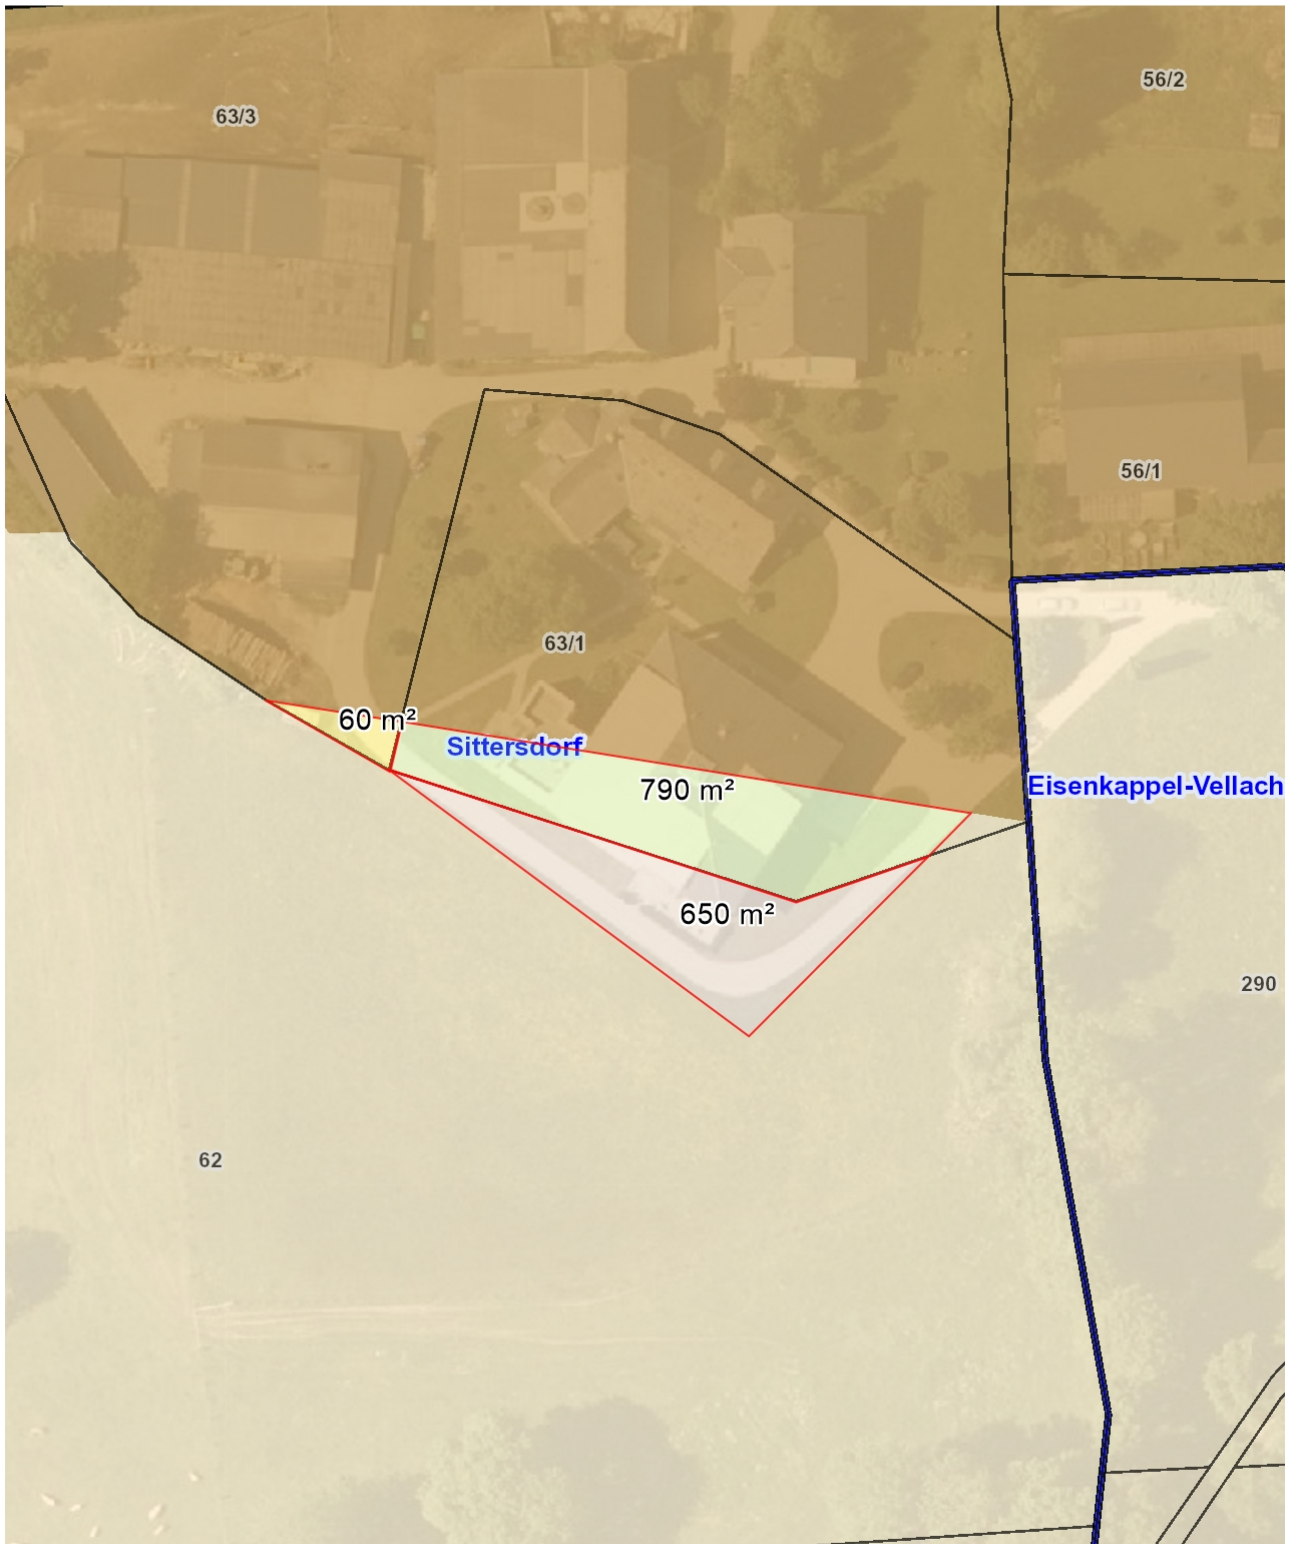 56/2
63/3
56/1
63/1
60 m²
Sittersdorf
790 m²
Eisenkappel-Vellach
650 m²
290
62